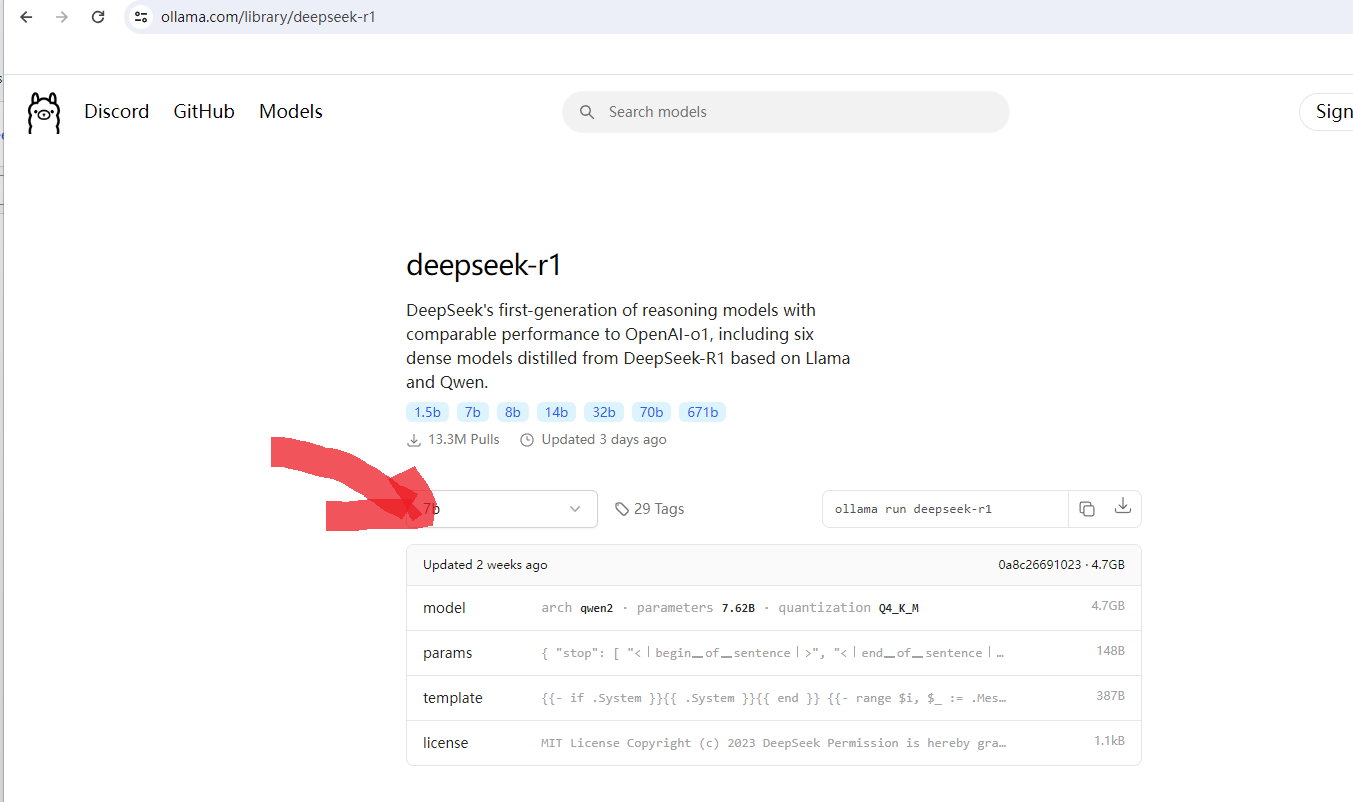 ollama.com/library/deepseek-r1
Discord GitHub Models Search models Sign
deepseek-r1
DeepSeek's first-generation of reasoning models with
comparable performance to OpenAI-o1, including six
dense models distilled from DeepSeek-R1 based on Llama
and Qwen.
1.5b 7b 8b 14b 32b 70b 671b
13.3M Pulls Updated 3 days ago
7b 29 Tags ollama run deepseek-r1
Updated 2 weeks ago 0a8c26691023 · 4.7GB
model arch qwen2 · parameters 7.62B · quantization Q4_K_M 4.7GB
params { "stop": [ "<｜begin▁of▁sentence｜>", "<｜end▁of▁sentence｜… 148B
template {{- if .System }}{{ .System }}{{ end }} {{- range $i, $_ := .Mes… 387B
license MIT License Copyright (c) 2023 DeepSeek Permission is hereby gra… 1.1kB